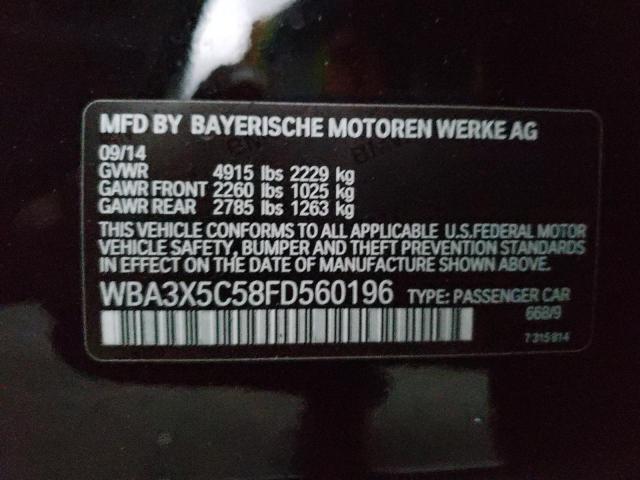 MFD BY BAYERISCHE MOTOREN WERKE AG
09/14
GVWR 4915 lbs 2229 kg
GAWR FRONT 2260 lbs 1025 kg
GAWR REAR 2785 lbs 1263 kg
THIS VEHICLE CONFORMS TO ALL APPLICABLE U.S.FEDERAL MOTOR
VEHICLE SAFETY, BUMPER AND THEFT PREVENTION STANDARDS
IN EFFECT ON THE DATE OF MANUFACTURE SHOWN ABOVE.
WBA3X5C58FD560196 TYPE: PASSENGER CAR
668/9
7315814